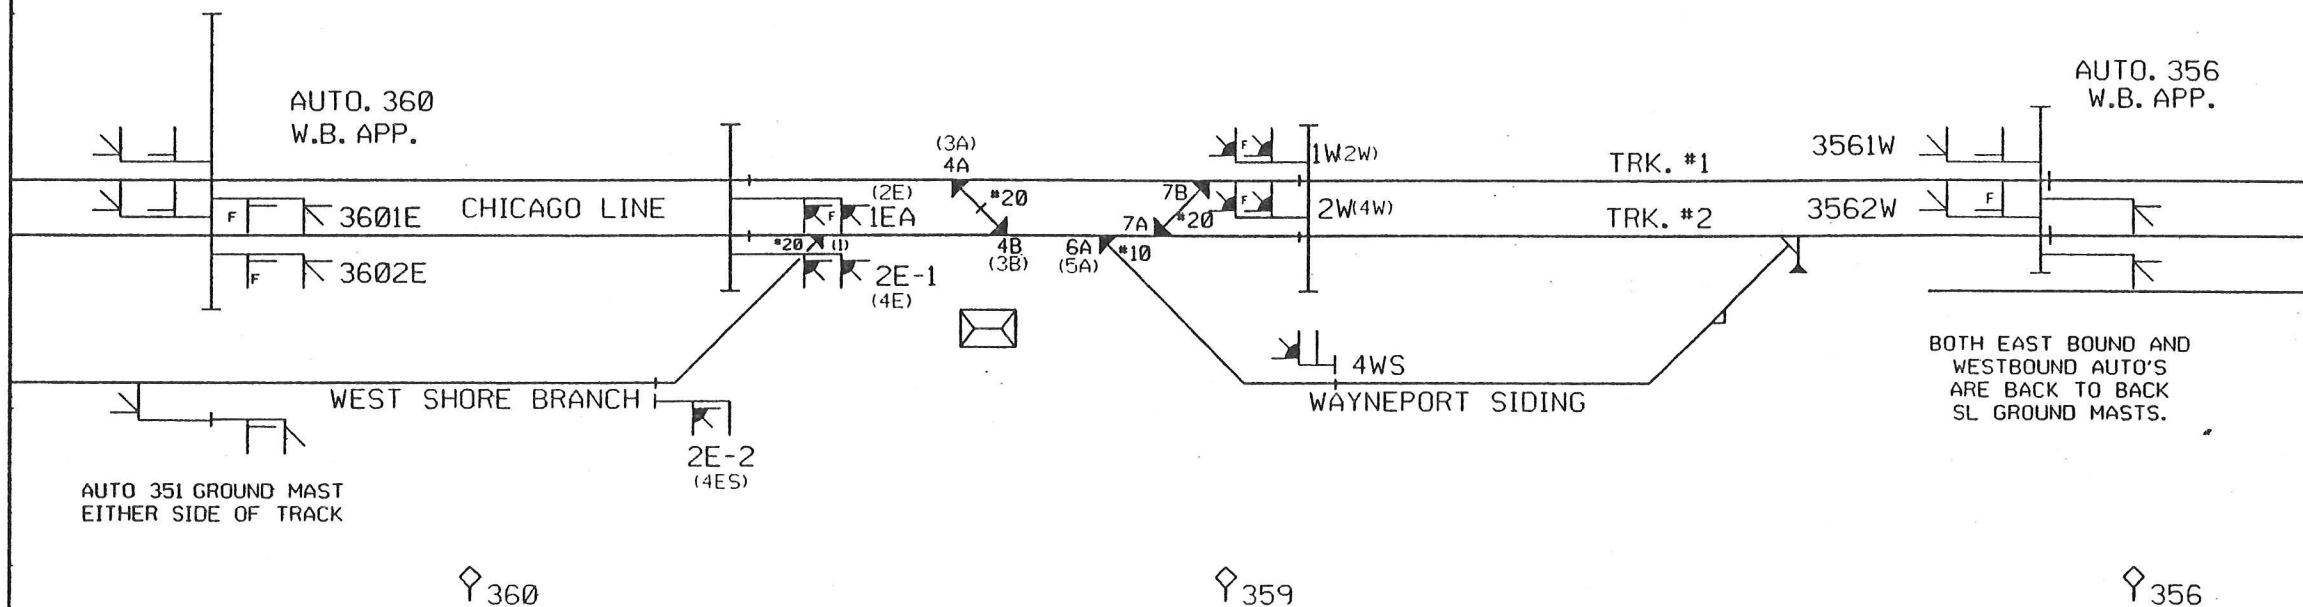 AUTO. 360
W.B. APP.
AUTO. 356
W.B. APP.
(3A)
4A
F
1W(2W)
TRK. #1
3561W
(2E)
#20
7B
F
3601E
CHICAGO LINE
F
1EA
F
2W(4W)
TRK. #2
3562W
F
7A
#20
#20
(1)
4B
(3B)
6A
(5A)
#10
F
3602E
2E-1
(4E)
4WS
WEST SHORE BRANCH
WAYNEPORT SIDING
2E-2
(4ES)
BOTH EAST BOUND AND
WESTBOUND AUTO'S
ARE BACK TO BACK
SL GROUND MASTS.
AUTO 351 GROUND MAST
EITHER SIDE OF TRACK
360
359
356